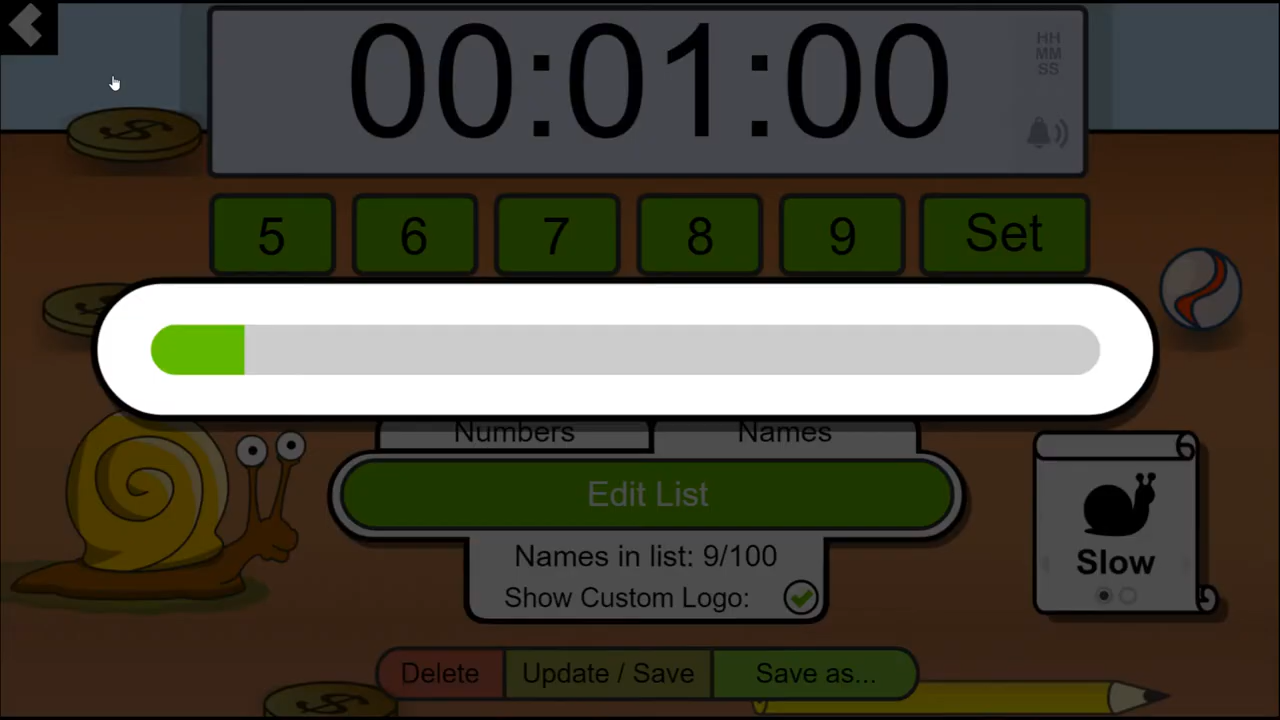 00:01:00
HH
MM
SS
5 6 7 8 9 Set
Numbers Names
Edit List
Names in list: 9/100
Show Custom Logo:
Slow
Delete Update / Save Save as...